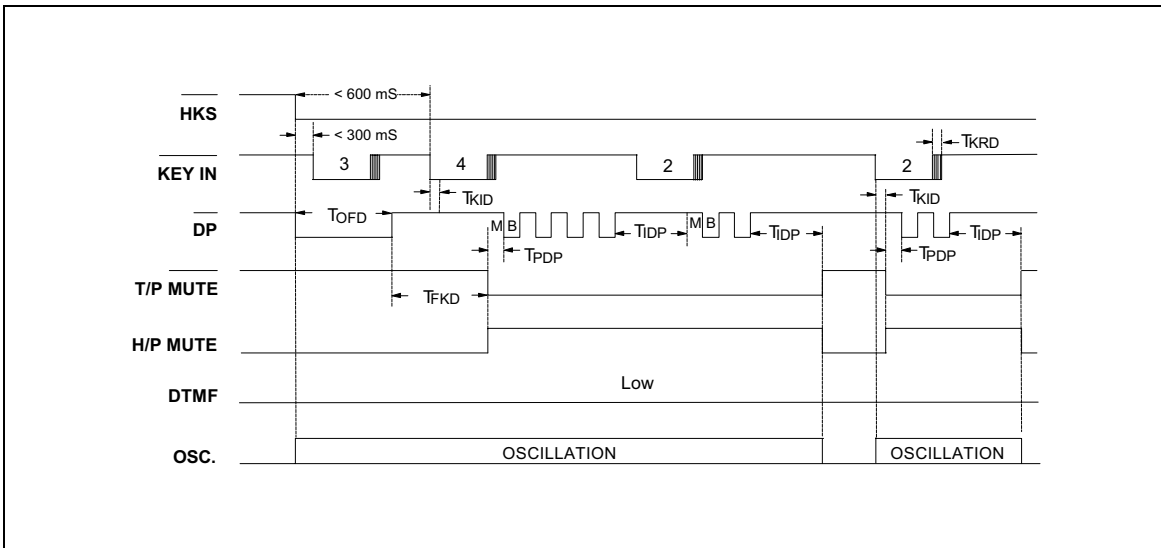 < 600 mS
HKS
< 300 mS
TKRD
KEY IN
3
4
2
2
TKID
TKID
TOFD
DP
M
B
TIDP
M
B
TIDP
TIDP
TPDP
TPDP
T/P MUTE
TFKD
H/P MUTE
Low
DTMF
OSC.
OSCILLATION
OSCILLATION